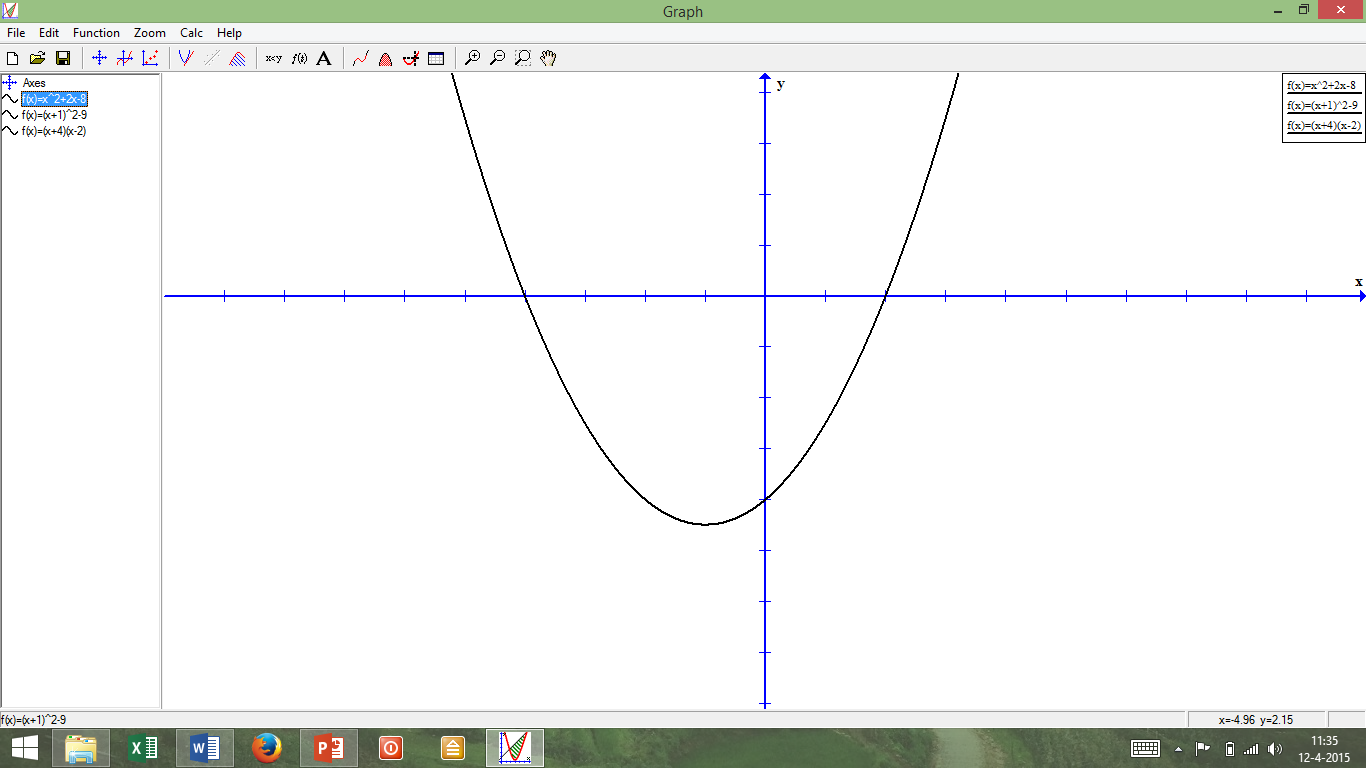 Graph
File Edit Function Zoom Calc Help
x<y f(t) A
Axes
f(x)=x^2+2x-8
f(x)=(x+1)^2-9
f(x)=(x+4)(x-2)
y
x
f(x)=x^2+2x-8
f(x)=(x+1)^2-9
f(x)=(x+4)(x-2)
f(x)=(x+1)^2-9
x=-4.96 y=2.15
11:35
12-4-2015